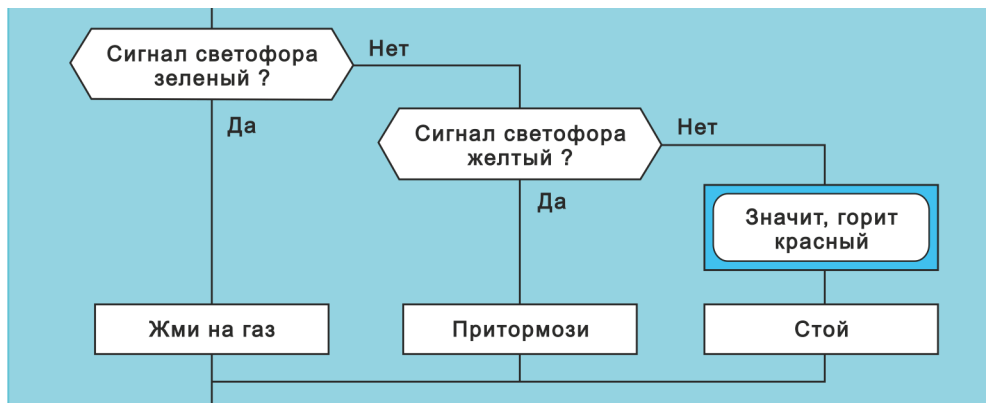 Сигнал светофора
зеленый ?
Нет
Да
Сигнал светофора
желтый ?
Нет
Да
Значит, горит
красный
Жми на газ
Притормози
Стой